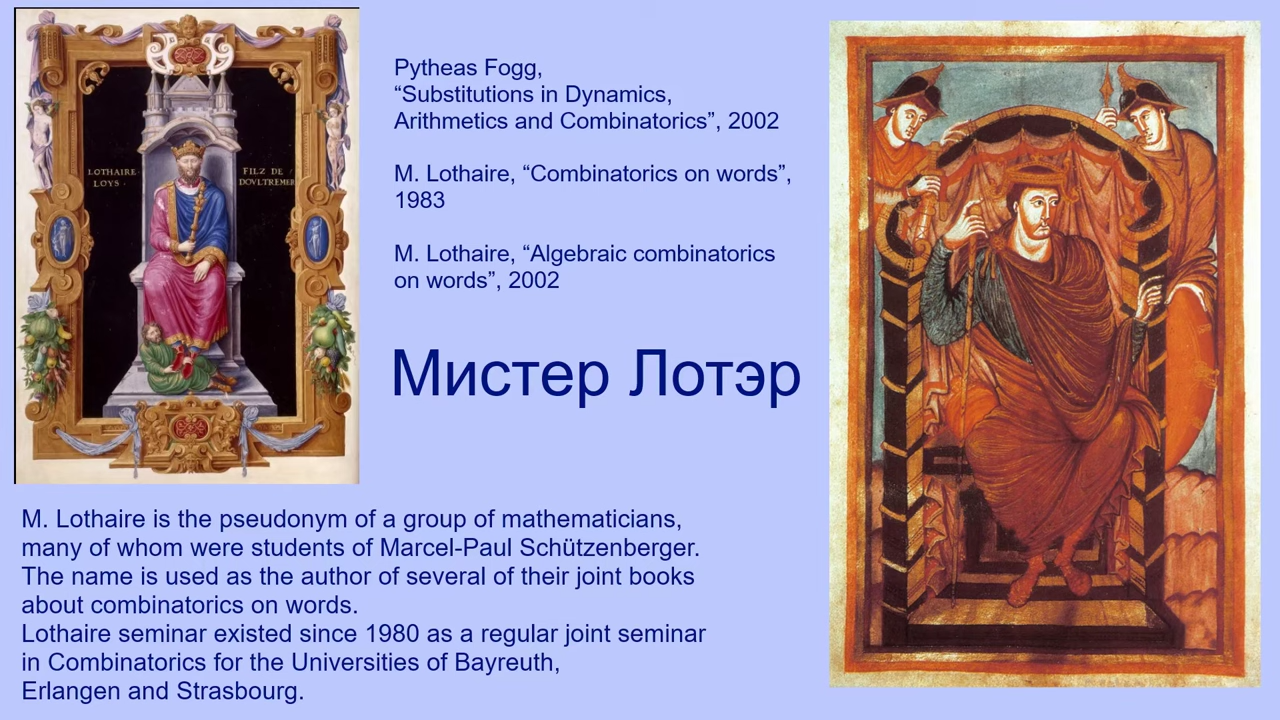 LOTHAIRE
LOYS ·
FILZ DE
DOVLTREMER
Pytheas Fogg,
“Substitutions in Dynamics,
Arithmetics and Combinatorics”, 2002
M. Lothaire, “Combinatorics on words”,
1983
M. Lothaire, “Algebraic combinatorics
on words”, 2002
Мистер Лотэр
M. Lothaire is the pseudonym of a group of mathematicians,
many of whom were students of Marcel-Paul Schützenberger.
The name is used as the author of several of their joint books
about combinatorics on words.
Lothaire seminar existed since 1980 as a regular joint seminar
in Combinatorics for the Universities of Bayreuth,
Erlangen and Strasbourg.